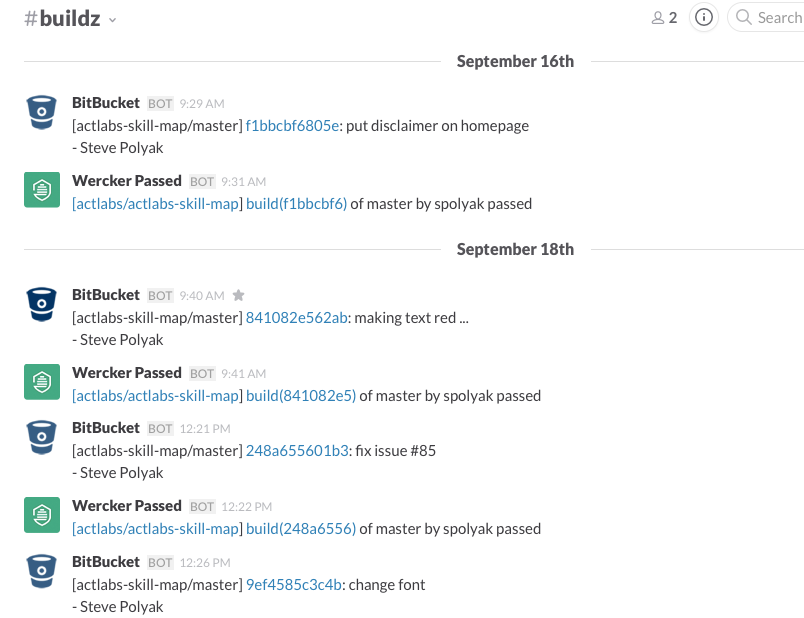 #buildz
2
Search
September 16th
BitBucket BOT 9:29 AM
[actlabs-skill-map/master] f1bbcbf6805e: put disclaimer on homepage
- Steve Polyak
Wercker Passed BOT 9:31 AM
[actlabs/actlabs-skill-map] build(f1bbcbf6) of master by spolyak passed
September 18th
BitBucket BOT 9:40 AM
[actlabs-skill-map/master] 841082e562ab: making text red ...
- Steve Polyak
Wercker Passed BOT 9:41 AM
[actlabs/actlabs-skill-map] build(841082e5) of master by spolyak passed
BitBucket BOT 12:21 PM
[actlabs-skill-map/master] 248a655601b3: fix issue #85
- Steve Polyak
Wercker Passed BOT 12:22 PM
[actlabs/actlabs-skill-map] build(248a6556) of master by spolyak passed
BitBucket BOT 12:26 PM
[actlabs-skill-map/master] 9ef4585c3c4b: change font
- Steve Polyak